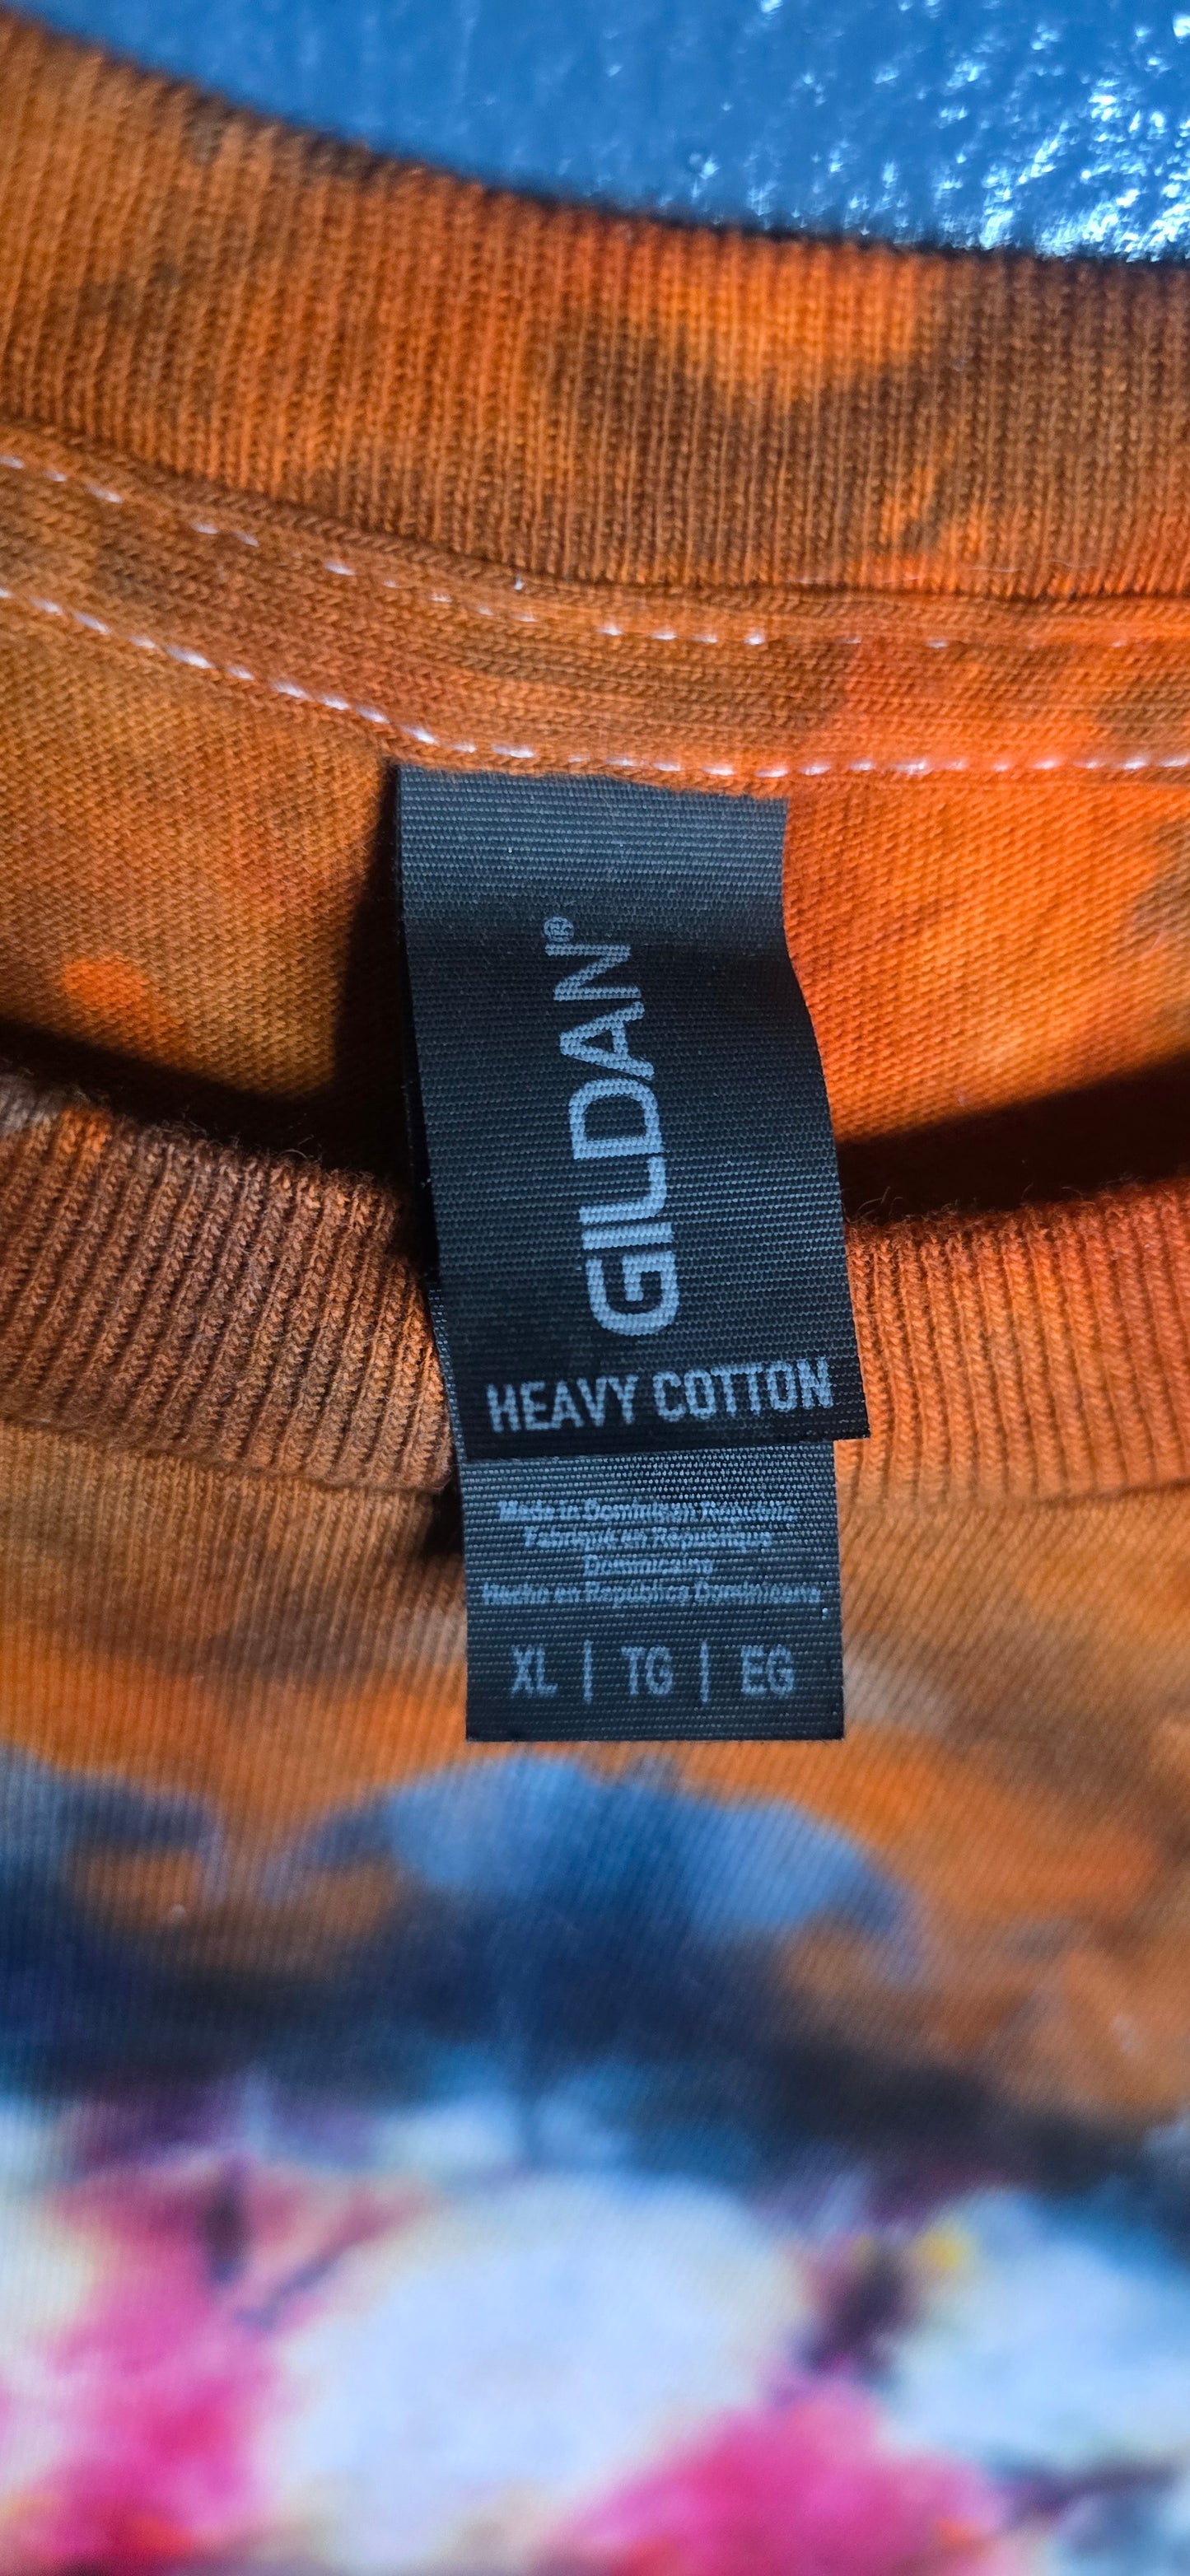 GILDAN®
HEAVY COTTON
Made in Dominican Republic
Fabriqué en République
Dominicaine
Hecho en República Dominicana
XL | TG | EG